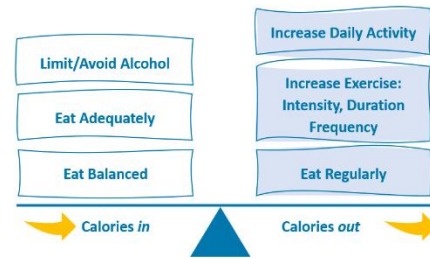 Increase Daily Activity
Limit/Avoid Alcohol
Increase Exercise:
Intensity, Duration
Frequency
Eat Adequately
Eat Balanced
Eat Regularly
Calories in
Calories out